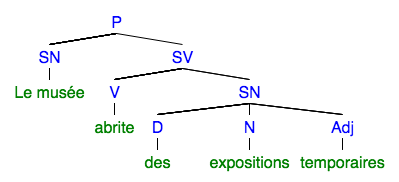 P
SN SV
Le musée V SN
abrite D N Adj
des expositions temporaires